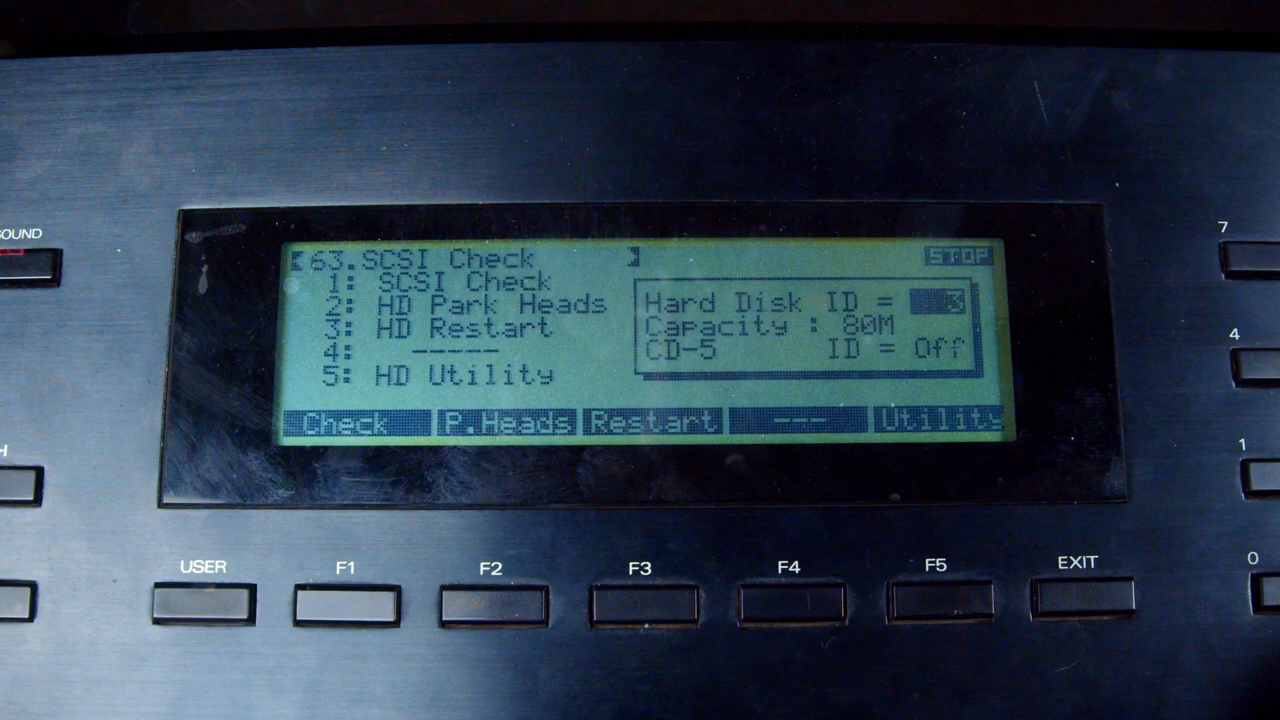 OUND
【63.SCSI Check 】 STOP
1: SCSI Check
2: HD Park Heads
3: HD Restart
4: -----
5: HD Utility
Hard Disk ID = 3
Capacity : 80M
CD-5 ID = Off
Check P.Heads Restart --- Utility
USER F1 F2 F3 F4 F5 EXIT
7
4
1
0
H